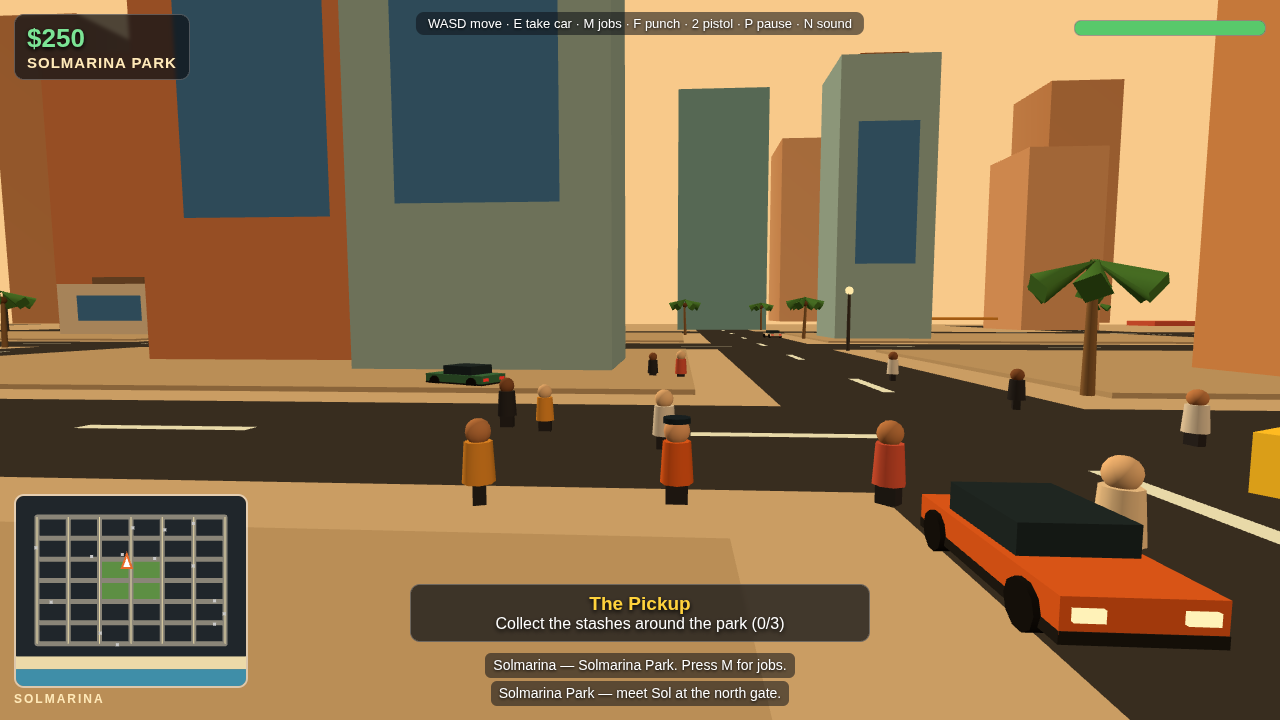 $250
SOLMARINA PARK
WASD move · E take car · M jobs · F punch · 2 pistol · P pause · N sound
The Pickup
Collect the stashes around the park (0/3)
Solmarina — Solmarina Park. Press M for jobs.
Solmarina Park — meet Sol at the north gate.
SOLMARINA